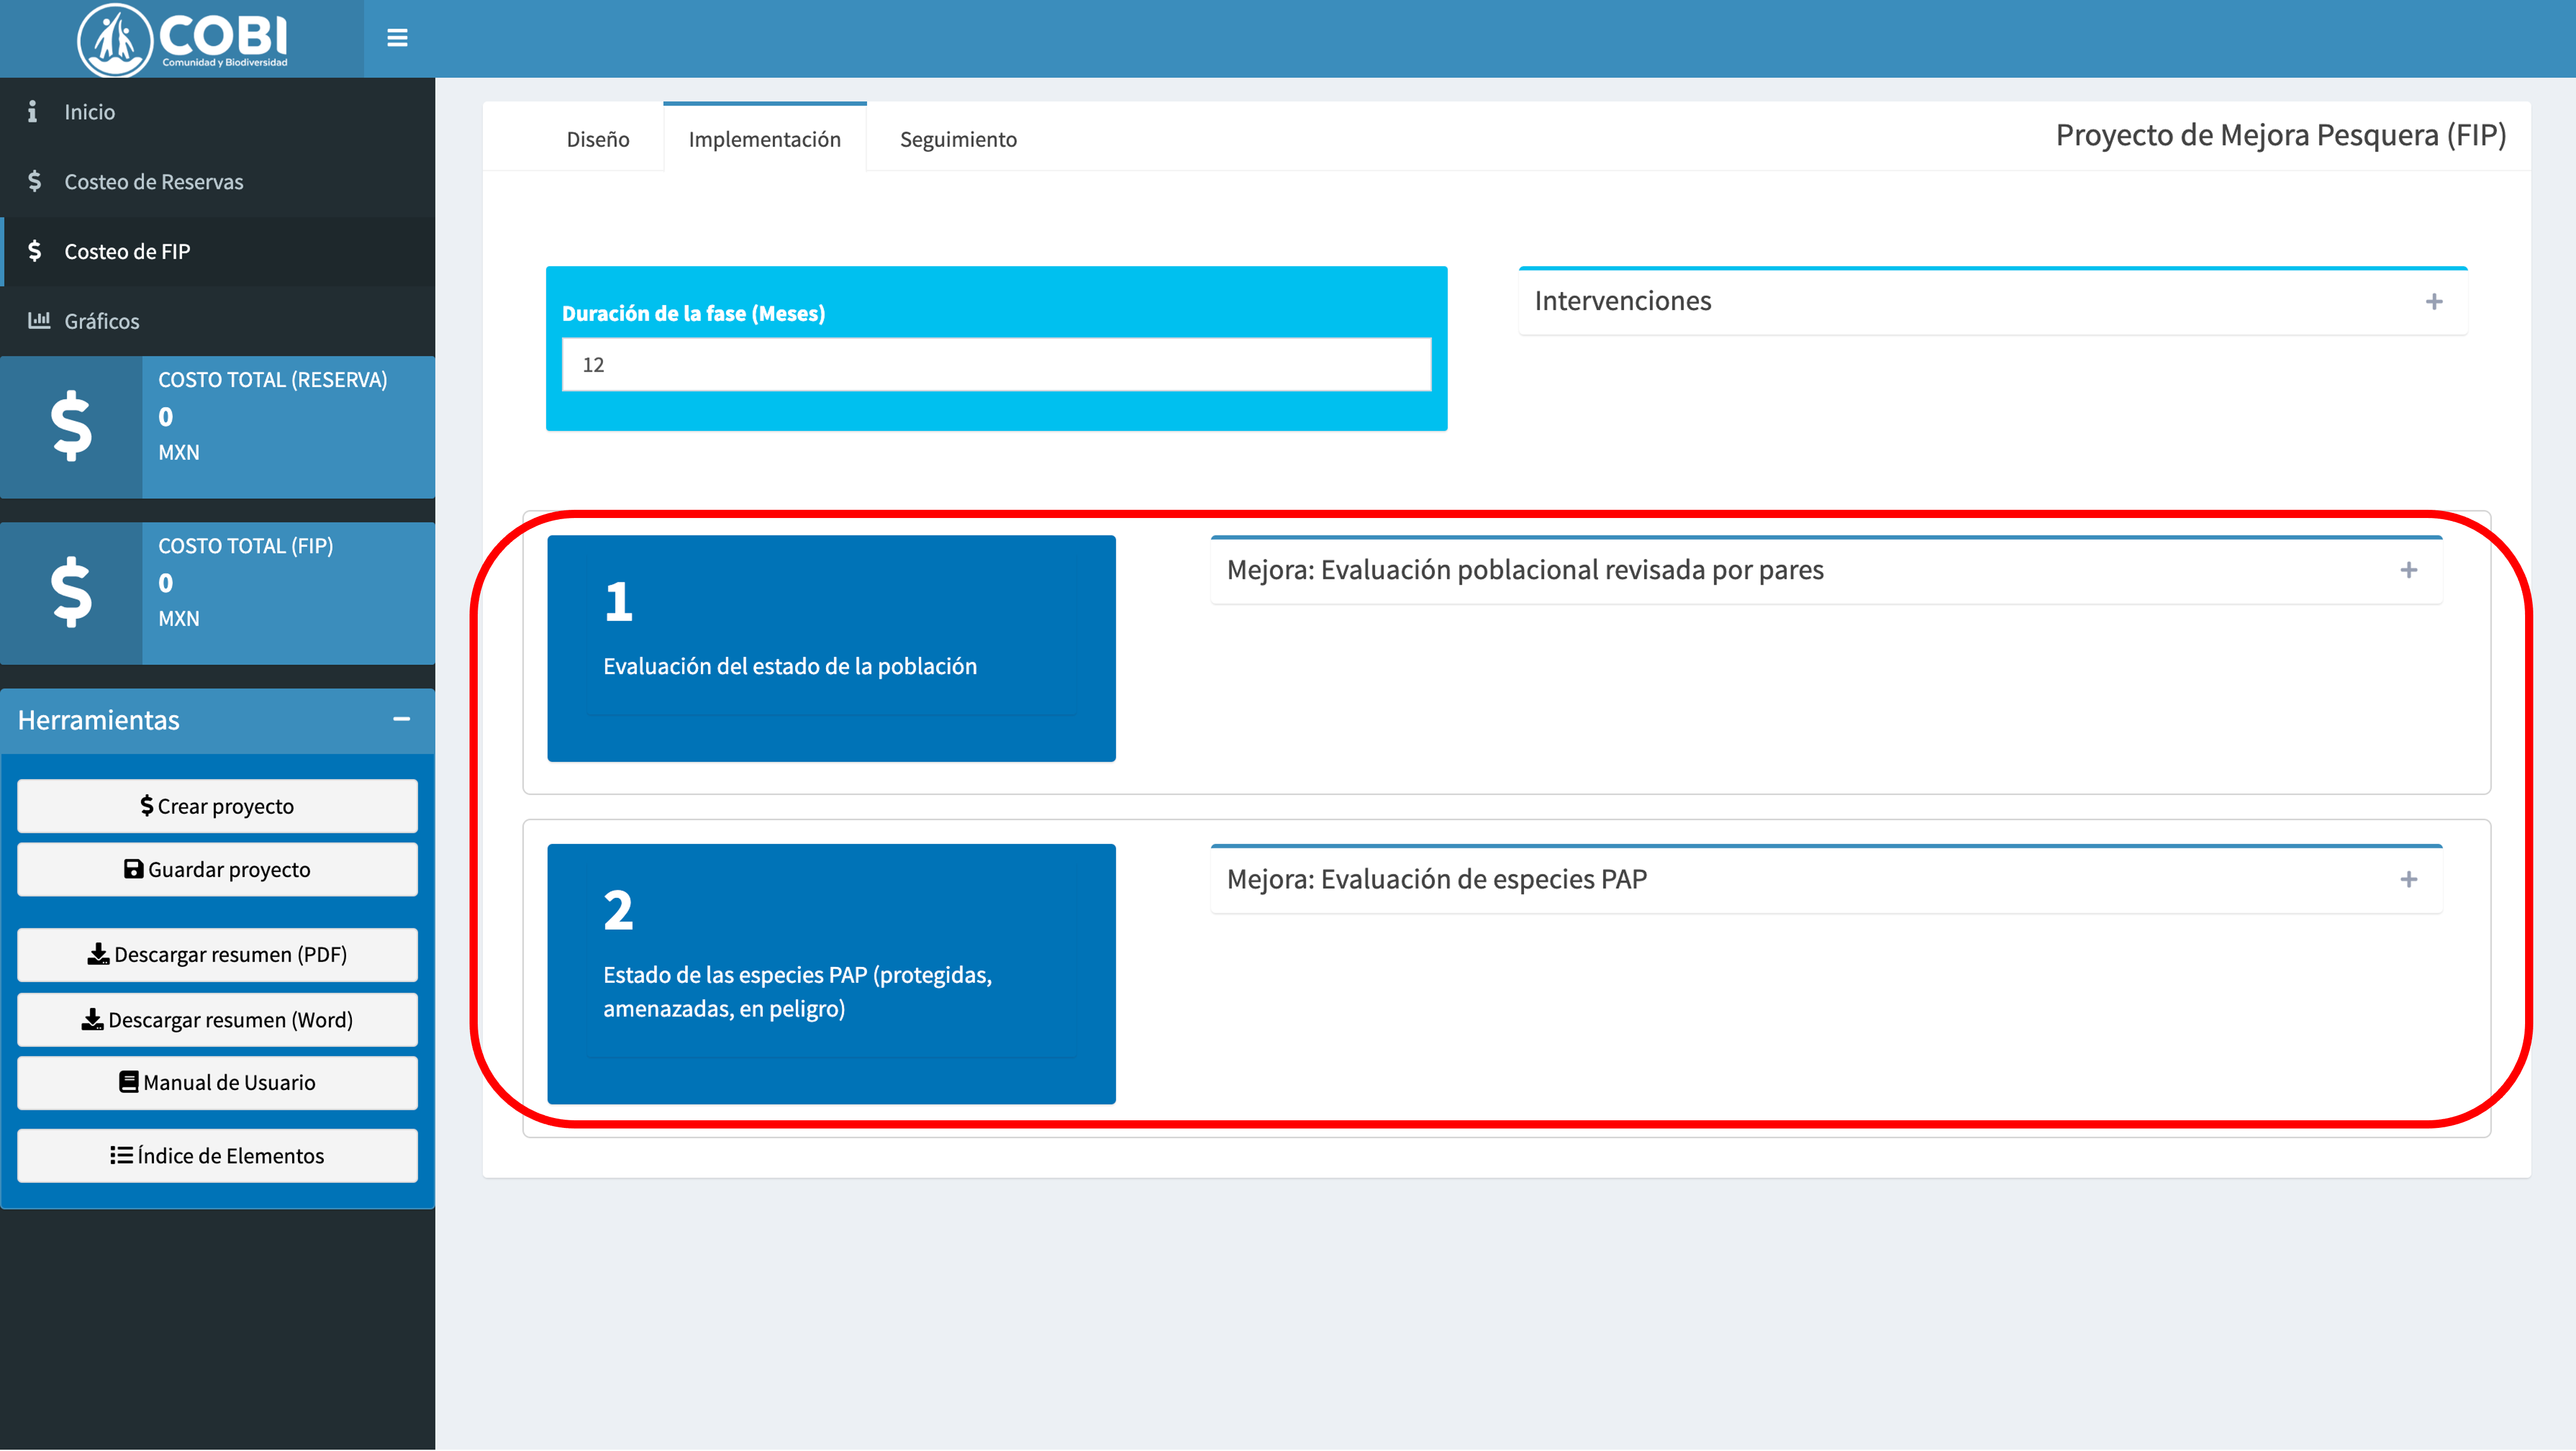 COBI
Comunidad y Biodiversidad
Inicio
Costeo de Reservas
Costeo de FIP
Gráficos
COSTO TOTAL (RESERVA)
0
MXN
COSTO TOTAL (FIP)
0
MXN
Herramientas
Crear proyecto
Guardar proyecto
Descargar resumen (PDF)
Descargar resumen (Word)
Manual de Usuario
Índice de Elementos
Diseño
Implementación
Seguimiento
Proyecto de Mejora Pesquera (FIP)
Duración de la fase (Meses)
12
Intervenciones
1
Evaluación del estado de la población
Mejora: Evaluación poblacional revisada por pares
2
Estado de las especies PAP (protegidas,
amenazadas, en peligro)
Mejora: Evaluación de especies PAP